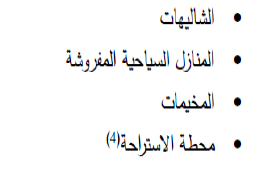 • الشاليهات
• المنازل السياحية المفروشة
• المخيمات
• محطة الاستراحة(4)